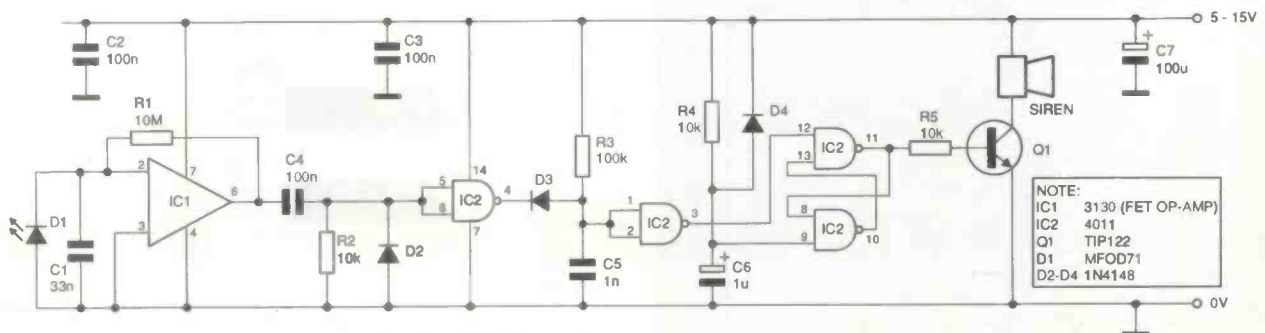 5 - 15V
C2
100n
C3
100n
C7
100u
SIREN
R1
10M
R4
10k
D4
R5
10k
Q1
R3
100k
C4
100n
2
7
3
4
6
IC1
D1
C1
33n
R2
10k
D2
5
6
14
IC2
4
7
D3
1
2
IC2
3
C5
1n
12
13
IC2
11
8
9
IC2
10
C6
1u
+
+
NOTE:
IC1 3130 (FET OP-AMP)
IC2 4011
Q1 TIP122
D1 MFOD71
D2-D4 1N4148
0V